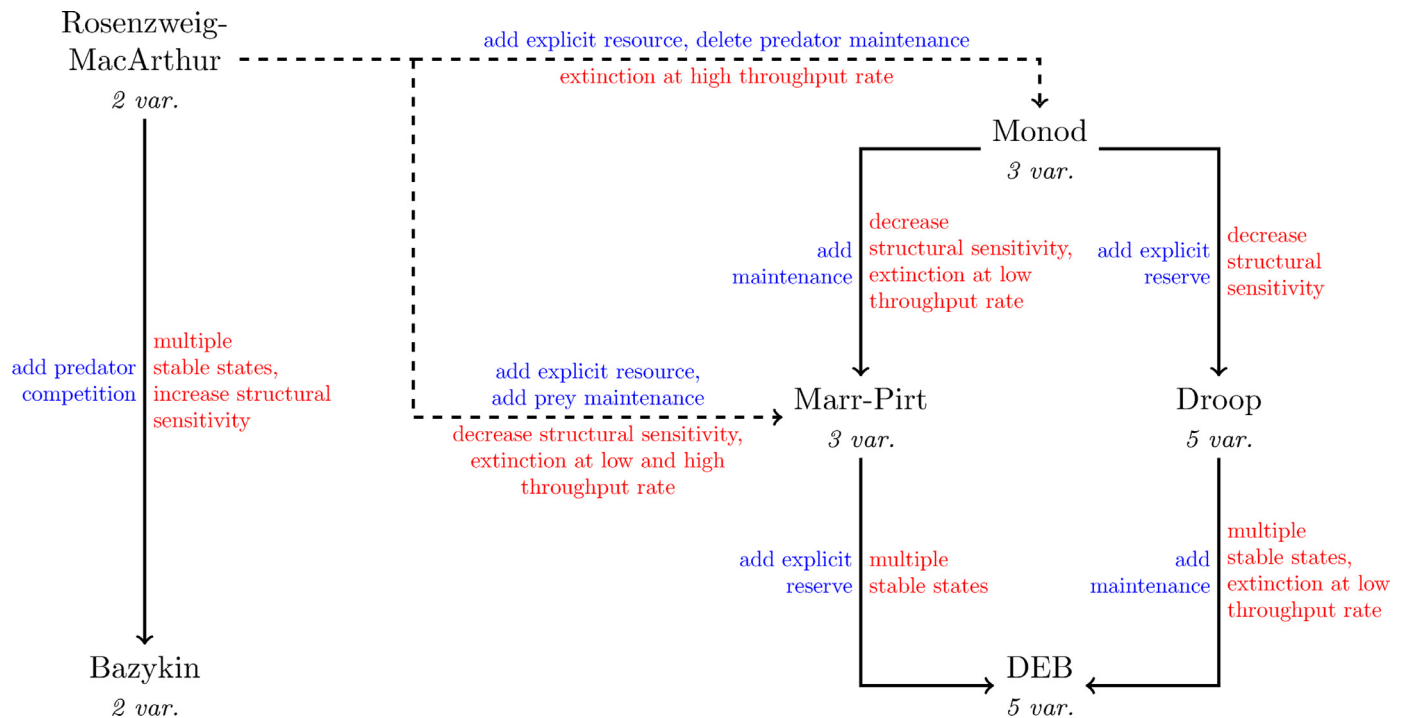 Rosenzweig-
MacArthur
2 var.
add explicit resource, delete predator maintenance
extinction at high throughput rate
Monod
3 var.
add
maintenance
decrease
structural sensitivity,
extinction at low
throughput rate
add explicit
reserve
decrease
structural
sensitivity
add predator
competition
multiple
stable states,
increase structural
sensitivity
add explicit resource,
add prey maintenance
decrease structural sensitivity,
extinction at low and high
throughput rate
Marr-Pirt
3 var.
Droop
5 var.
add explicit
reserve
multiple
stable states
add
maintenance
multiple
stable states,
extinction at low
throughput rate
Bazykin
2 var.
DEB
5 var.